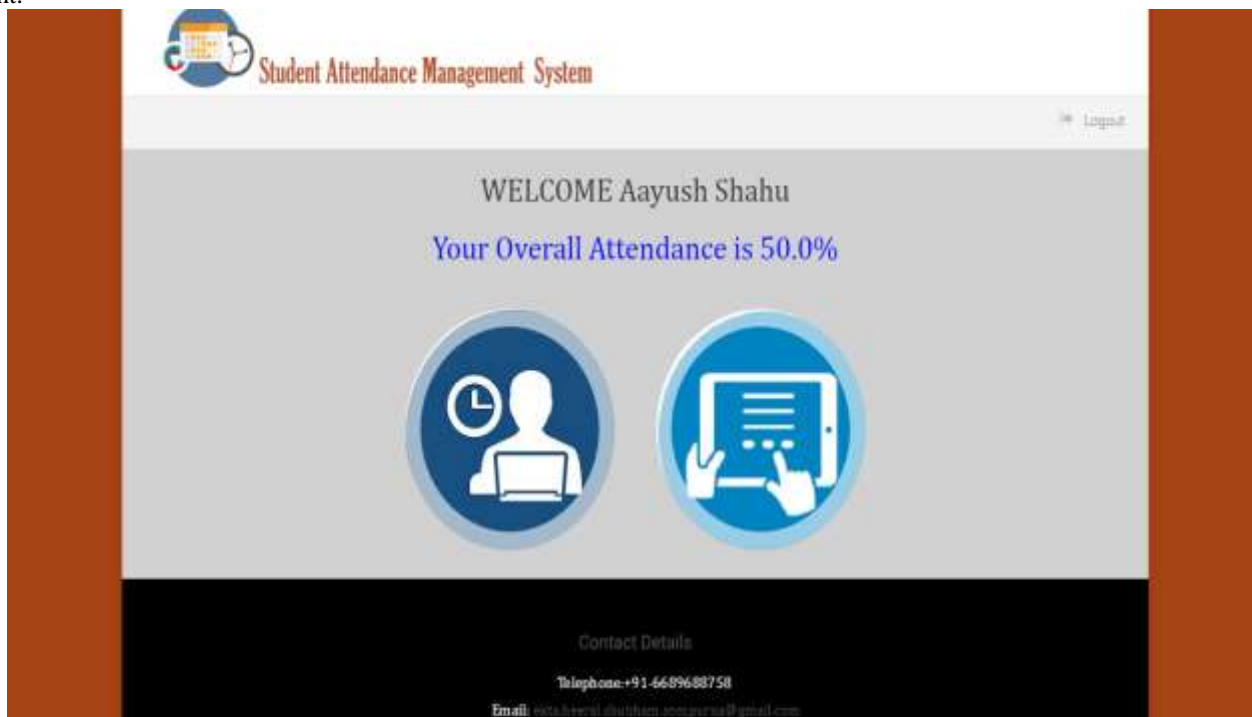 nt.
Student Attendance Management System
Logout
WELCOME Aayush Shahu
Your Overall Attendance is 50.0%
Contact Details
Telephone:+91-6689688758
Email: